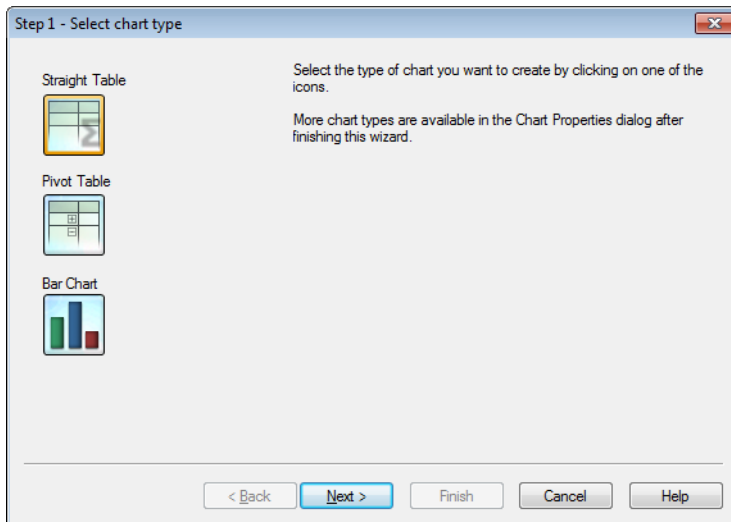 Step 1 - Select chart type
Straight Table
Select the type of chart you want to create by clicking on one of the
icons.
More chart types are available in the Chart Properties dialog after
finishing this wizard.
Pivot Table
Bar Chart
< Back
Next >
Finish
Cancel
Help